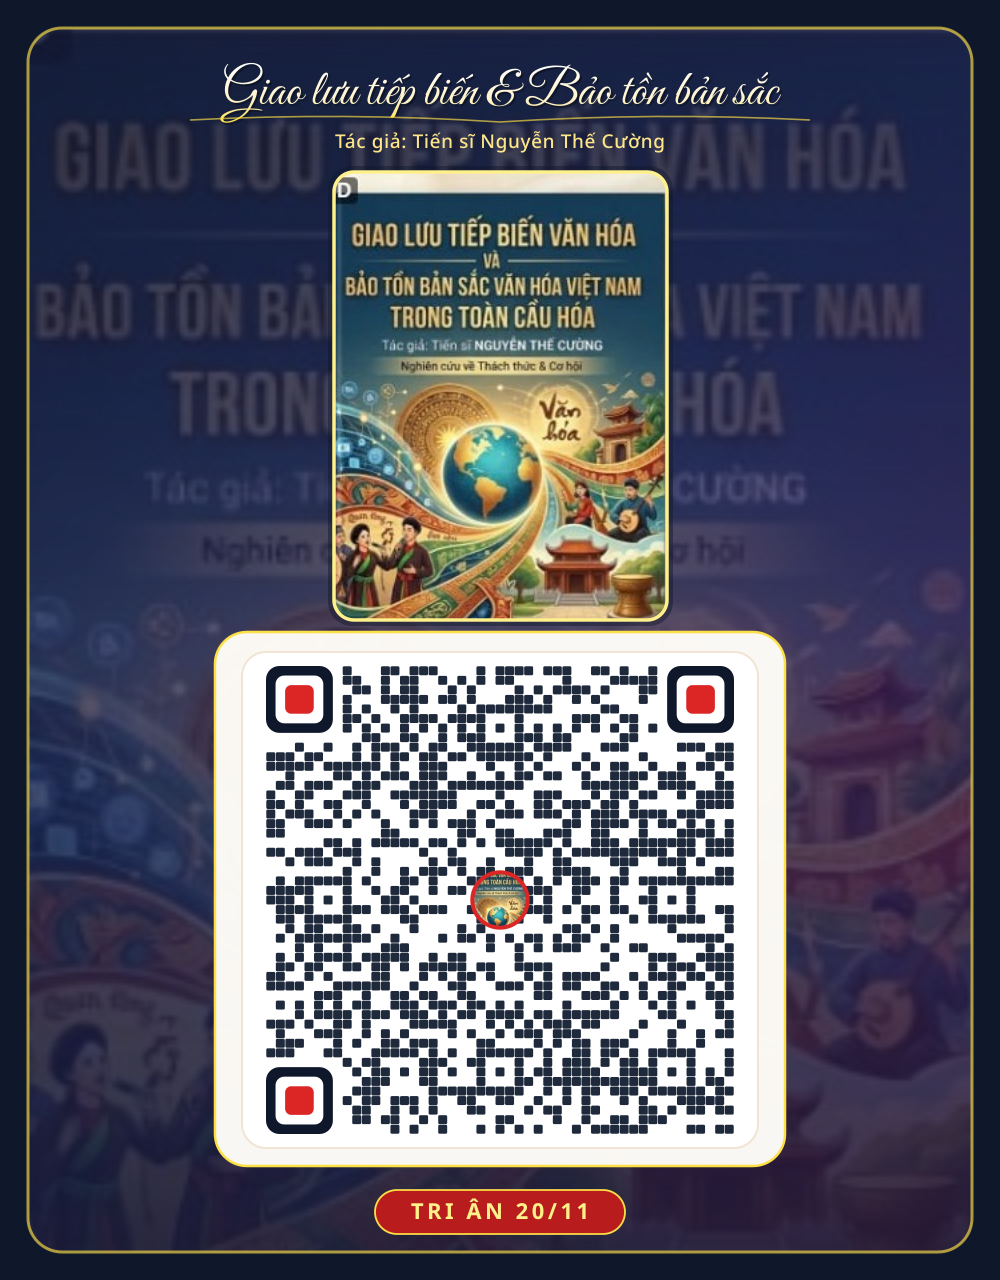 Giao lưu tiếp biến & Bảo tồn bản sắc
Tác giả: Tiến sĩ Nguyễn Thế Cường
D
GIAO LƯU TIẾP BIẾN VĂN HÓA
VÀ
BẢO TỒN BẢN SẮC VĂN HÓA VIỆT NAM
TRONG TOÀN CẦU HÓA
Tác giả: Tiến sĩ NGUYỄN THẾ CƯỜNG
Nghiên cứu về Thách thức & Cơ hội
Văn
hóa
TRI ÂN 20/11